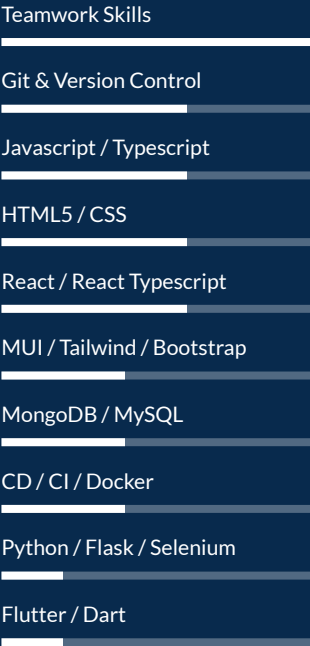 Teamwork Skills
Git & Version Control
Javascript / Typescript
HTML5 / CSS
React / React Typescript
MUI / Tailwind / Bootstrap
MongoDB / MySQL
CD / CI / Docker
Python / Flask / Selenium
Flutter / Dart